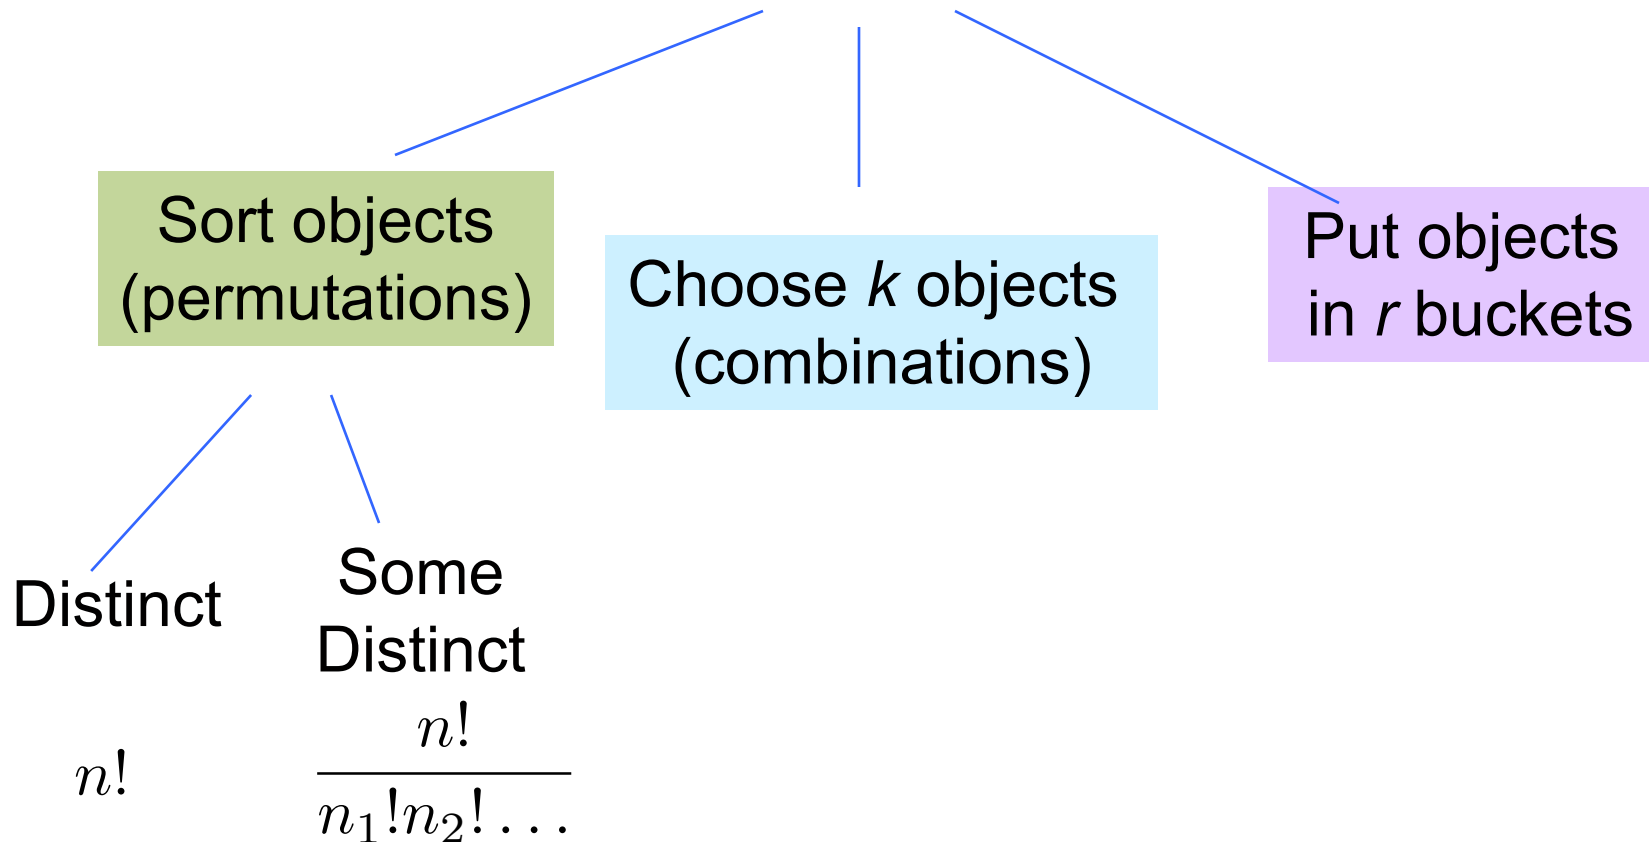 Sort objects
(permutations)
Choose k objects
(combinations)
Put objects
in r buckets
Distinct
Some
Distinct
n!
n!
n₁!n₂!...